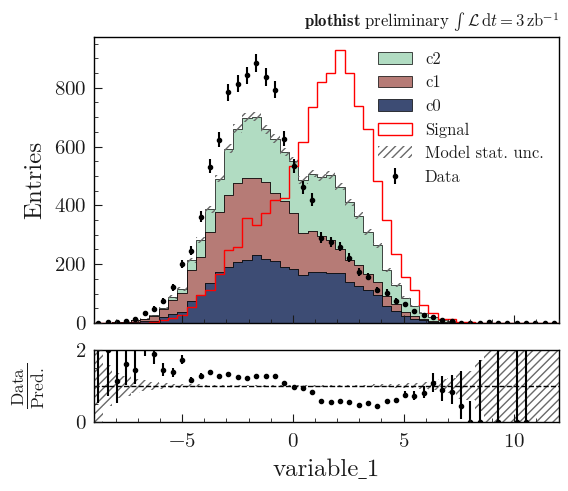 plothist preliminary ∫ ℒ dt = 3 zb⁻¹
Entries
800
600
400
200
0
c2
c1
c0
Signal
Model stat. unc.
Data
Data
Pred.
2
0
−5
0
5
10
variable_1